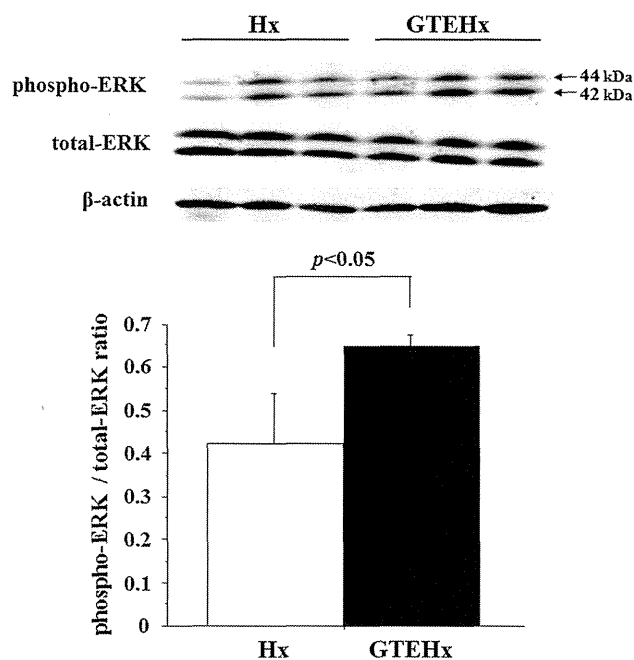 Hx GTEHx
phospho-ERK
44 kDa
42 kDa
total-ERK
β-actin
p<0.05
phospho-ERK / total-ERK ratio
0.7
0.6
0.5
0.4
0.3
0.2
0.1
0
Hx GTEHx